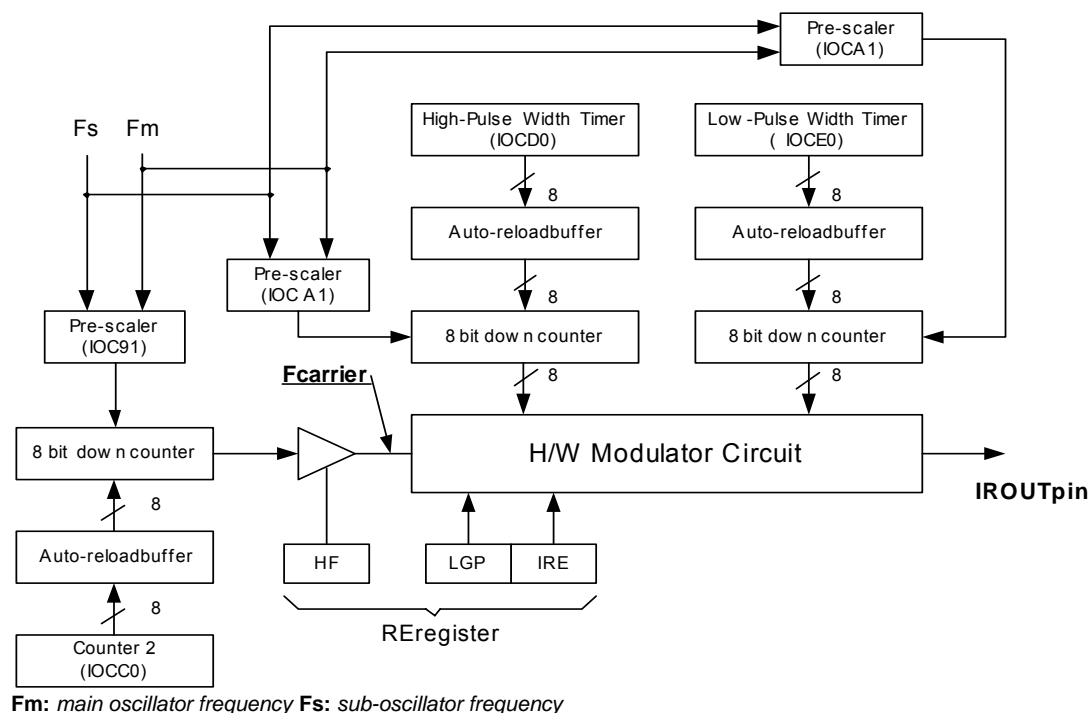 Pre-scaler
(IOCA1)
Fs Fm
High-Pulse Width Timer
(IOCD0)
Low-Pulse Width Timer
( IOCE0)
8
8
Auto-reloadbuffer
Auto-reloadbuffer
Pre-scaler
(IOC A1)
8
8
Pre-scaler
(IOC91)
8 bit down counter
8 bit down counter
Fcarrier
8
8
8 bit down counter
H/W Modulator Circuit
IROUTpin
8
Auto-reloadbuffer
HF
LGP
IRE
8
REregister
Counter 2
(IOCC0)
Fm: main oscillator frequency Fs: sub-oscillator frequency